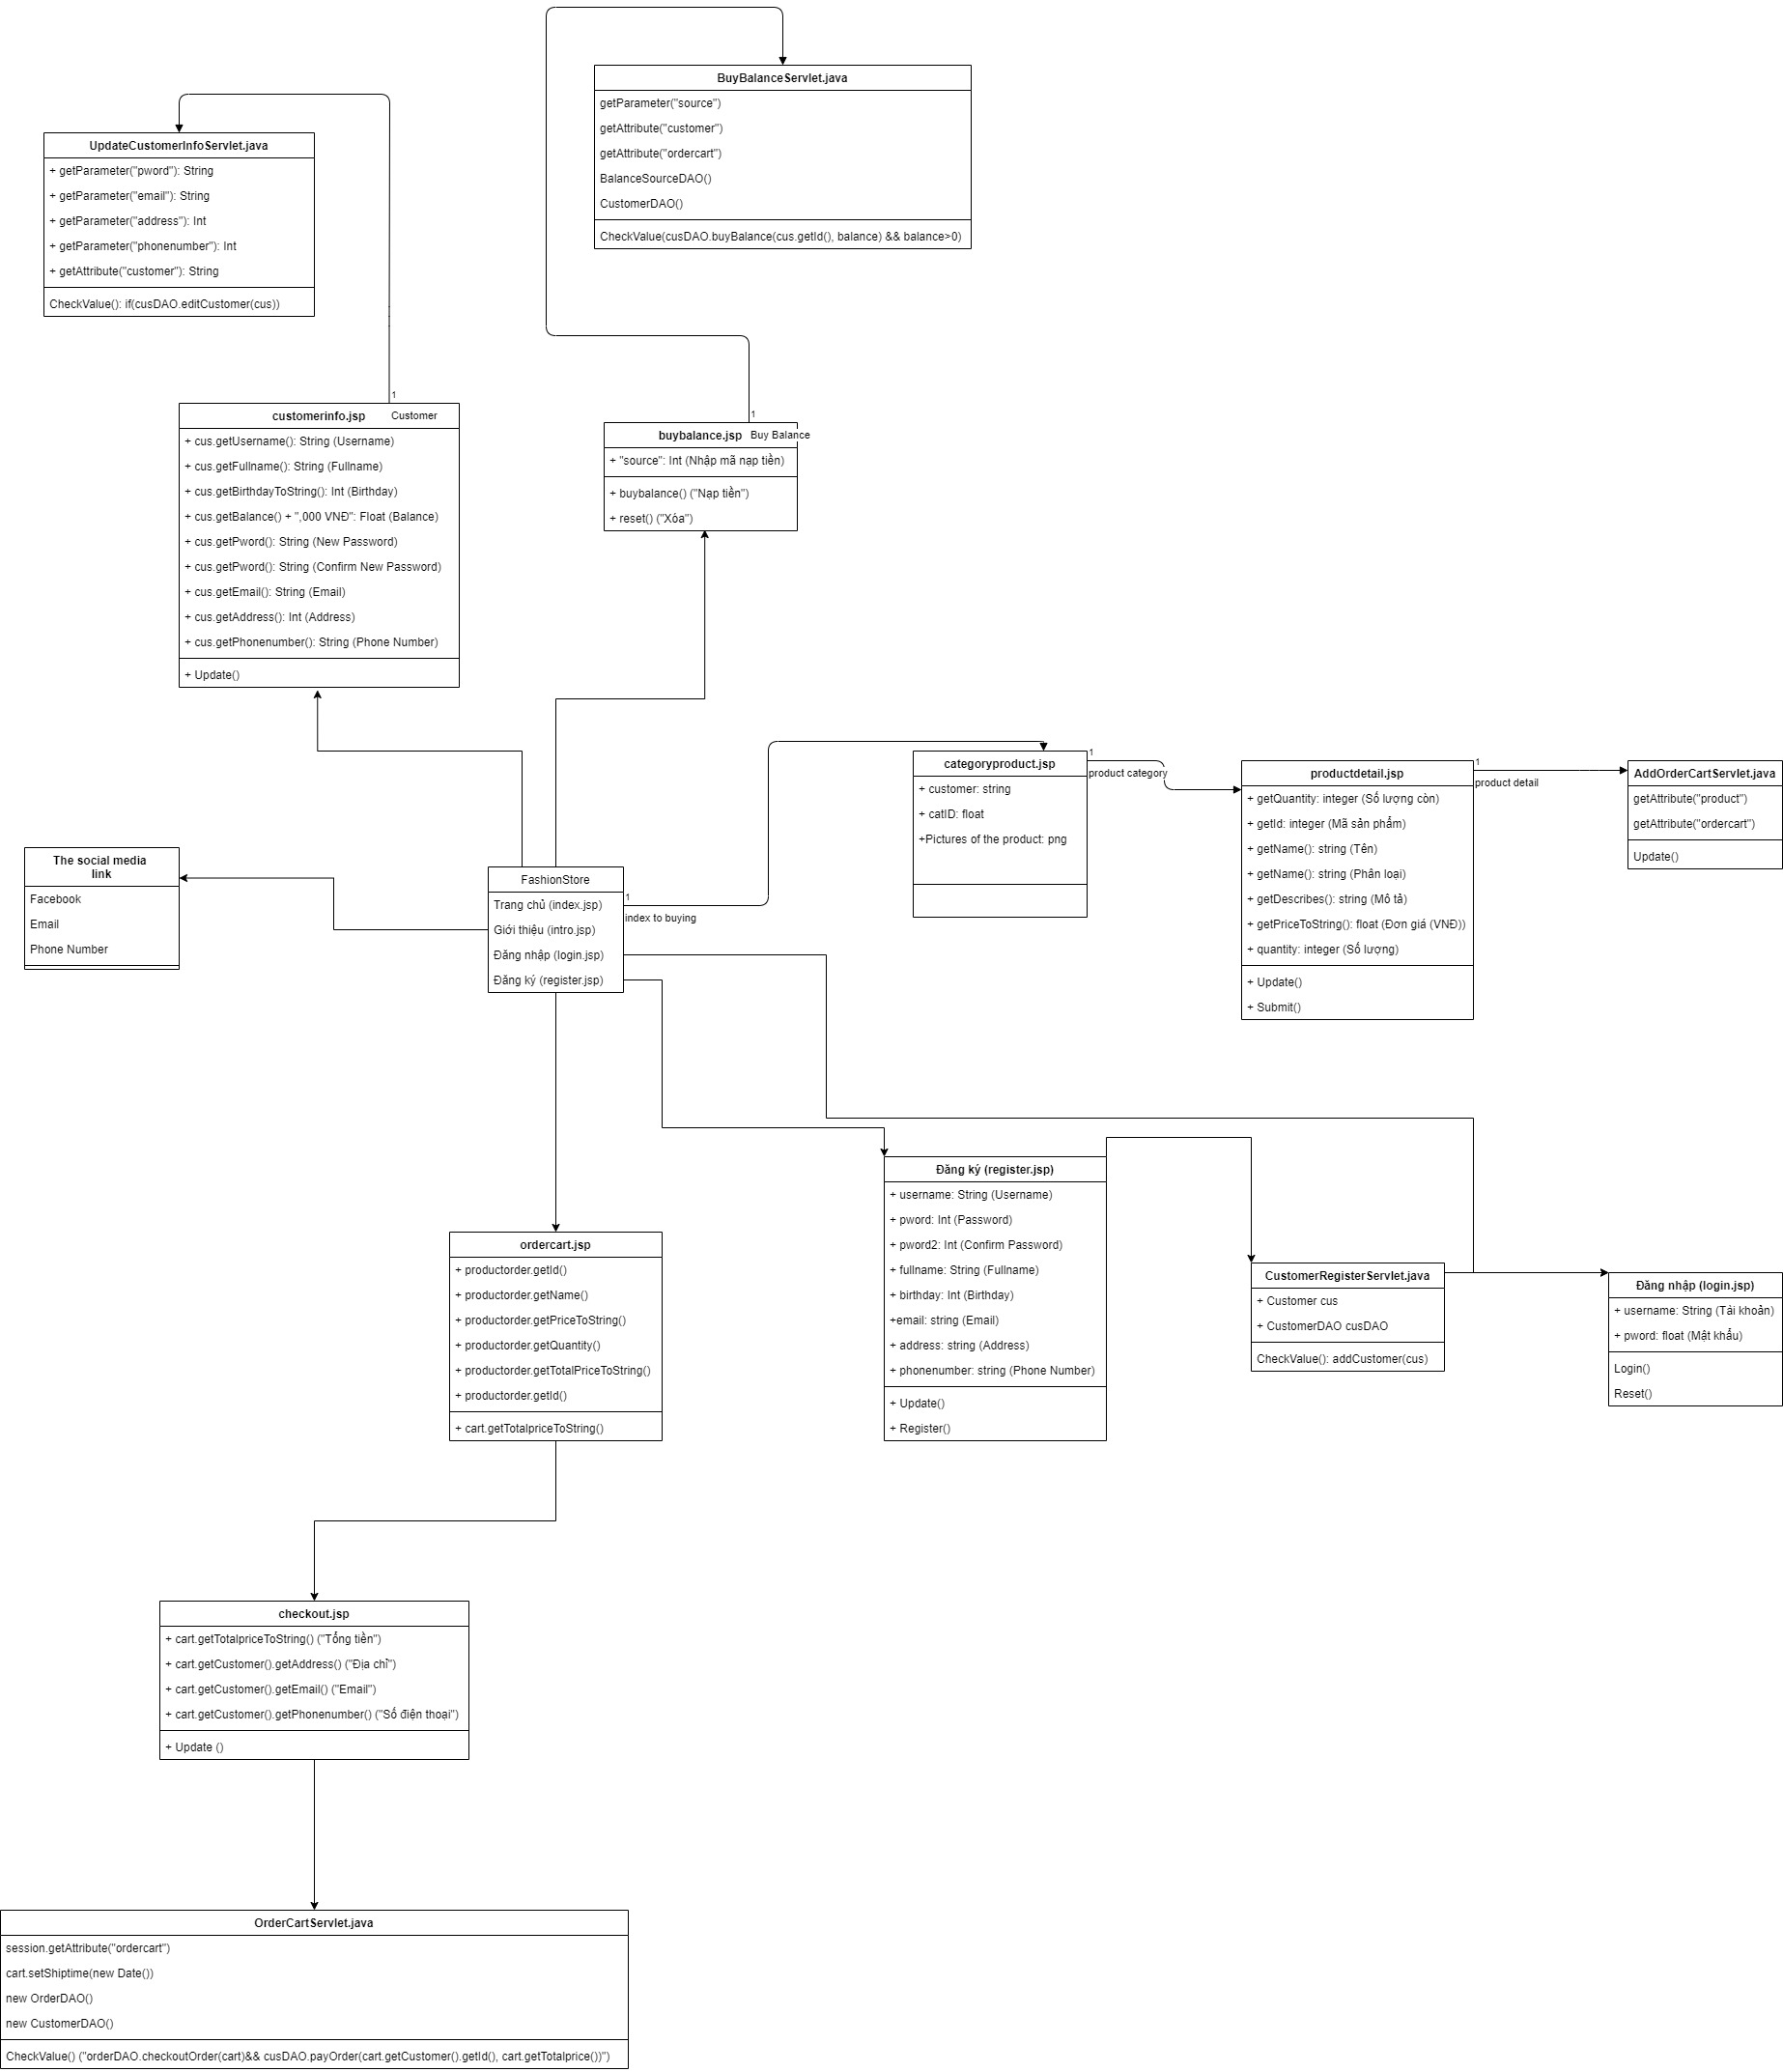 BuyBalanceServlet.java
getParameter("source")
getAttribute("customer")
getAttribute("ordercart")
BalanceSourceDAO()
CustomerDAO()
CheckValue(cusDAO.buyBalance(cus.getId(), balance) && balance>0)
UpdateCustomerInfoServlet.java
+ getParameter("pword"): String
+ getParameter("email"): String
+ getParameter("address"): Int
+ getParameter("phonenumber"): Int
+ getAttribute("customer"): String
CheckValue(): if(cusDAO.editCustomer(cus))
1
customerinfo.jsp
Customer
+ cus.getUsername(): String (Username)
+ cus.getFullname(): String (Fullname)
+ cus.getBirthdayToString(): Int (Birthday)
+ cus.getBalance() + ",000 VNĐ": Float (Balance)
+ cus.getPword(): String (New Password)
+ cus.getPword(): String (Confirm New Password)
+ cus.getEmail(): String (Email)
+ cus.getAddress(): Int (Address)
+ cus.getPhonenumber(): String (Phone Number)
+ Update()
1
buybalance.jsp
Buy Balance
+ "source": Int (Nhập mã nạp tiền)
+ buybalance() ("Nạp tiền")
+ reset() ("Xóa")
categoryproduct.jsp
+ customer: string
+ catID: float
+Pictures of the product: png
1
product category
productdetail.jsp
+ getQuantity: integer (Số lượng còn)
+ getId: integer (Mã sản phẩm)
+ getName(): string (Tên)
+ getName(): string (Phân loại)
+ getDescribes(): string (Mô tả)
+ getPriceToString(): float (Đơn giá (VNĐ))
+ quantity: integer (Số lượng)
+ Update()
+ Submit()
1
product detail
AddOrderCartServlet.java
getAttribute("product")
getAttribute("ordercart")
Update()
The social media
link
Facebook
Email
Phone Number
FashionStore
Trang chủ (index.jsp)
Giới thiệu (intro.jsp)
Đăng nhập (login.jsp)
Đăng ký (register.jsp)
1
index to buying
Đăng ký (register.jsp)
+ username: String (Username)
+ pword: Int (Password)
+ pword2: Int (Confirm Password)
+ fullname: String (Fullname)
+ birthday: Int (Birthday)
+email: string (Email)
+ address: string (Address)
+ phonenumber: string (Phone Number)
+ Update()
+ Register()
CustomerRegisterServlet.java
+ Customer cus
+ CustomerDAO cusDAO
CheckValue(): addCustomer(cus)
Đăng nhập (login.jsp)
+ username: String (Tài khoản)
+ pword: float (Mật khẩu)
Login()
Reset()
ordercart.jsp
+ productorder.getId()
+ productorder.getName()
+ productorder.getPriceToString()
+ productorder.getQuantity()
+ productorder.getTotalPriceToString()
+ productorder.getId()
+ cart.getTotalpriceToString()
checkout.jsp
+ cart.getTotalpriceToString() ("Tổng tiền")
+ cart.getCustomer().getAddress() ("Địa chỉ")
+ cart.getCustomer().getEmail() ("Email")
+ cart.getCustomer().getPhonenumber() ("Số điện thoại")
+ Update ()
OrderCartServlet.java
session.getAttribute("ordercart")
cart.setShiptime(new Date())
new OrderDAO()
new CustomerDAO()
CheckValue() ("orderDAO.checkoutOrder(cart)&& cusDAO.payOrder(cart.getCustomer().getId(), cart.getTotalprice())")